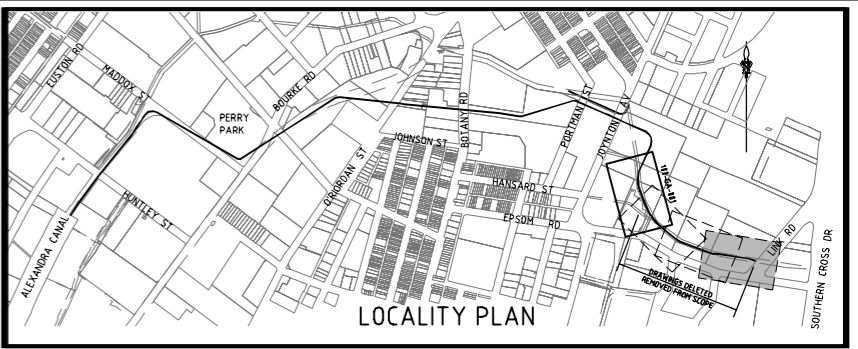 EUSTON RD
MADDOX ST
PERRY
PARK
BOURKE RD
BOTANY RD
PORTMAN ST
JOYNTON AV
JOHNSON ST
HANSARD ST
EPSOM RD
O'RIORDAN ST
HUNTLEY ST
ALEXANDRA CANAL
LINK RD
SOUTHERN CROSS DR
DRAWINGS DELETED
REMOVED FROM SCOPE
LOCALITY PLAN